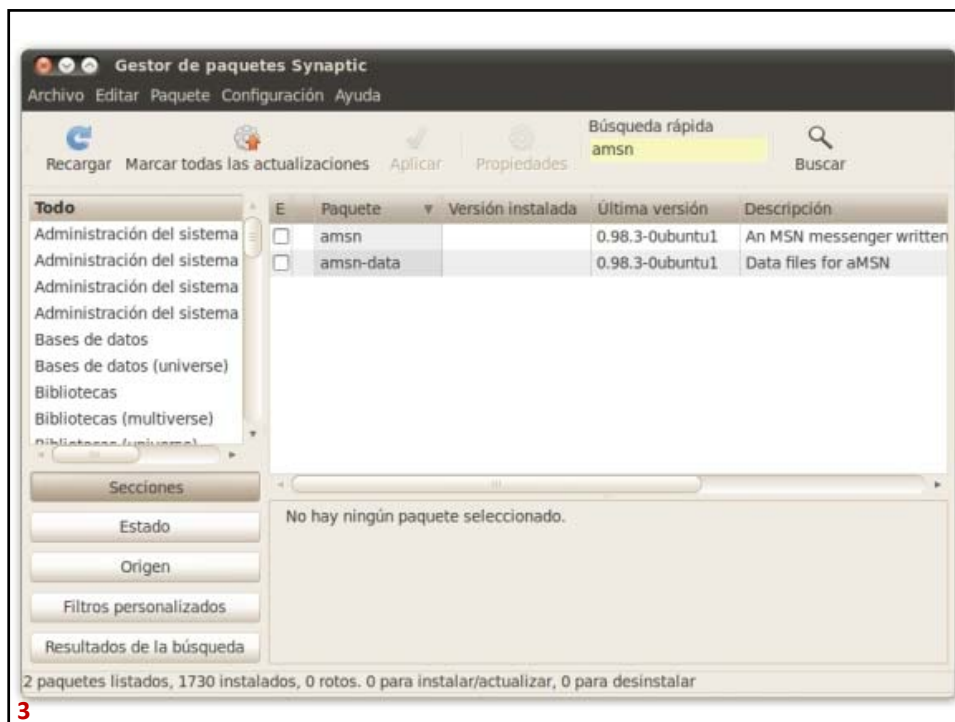 Gestor de paquetes Synaptic
Archivo Editar Paquete Configuración Ayuda
Recargar
Marcar todas las actualizaciones
Aplicar
Propiedades
Búsqueda rápida
amsn
Buscar
Todo
Administración del sistema
Administración del sistema
Administración del sistema
Administración del sistema
Bases de datos
Bases de datos (universe)
Bibliotecas
Bibliotecas (multiverse)
Bibliotecas (universe)
E Paquete Versión instalada Última versión Descripción
amsn 0.98.3-0ubuntu1 An MSN messenger written
amsn-data 0.98.3-0ubuntu1 Data files for aMSN
Secciones
Estado
Origen
Filtros personalizados
Resultados de la búsqueda
No hay ningún paquete seleccionado.
2 paquetes listados, 1730 instalados, 0 rotos. 0 para instalar/actualizar, 0 para desinstalar
3